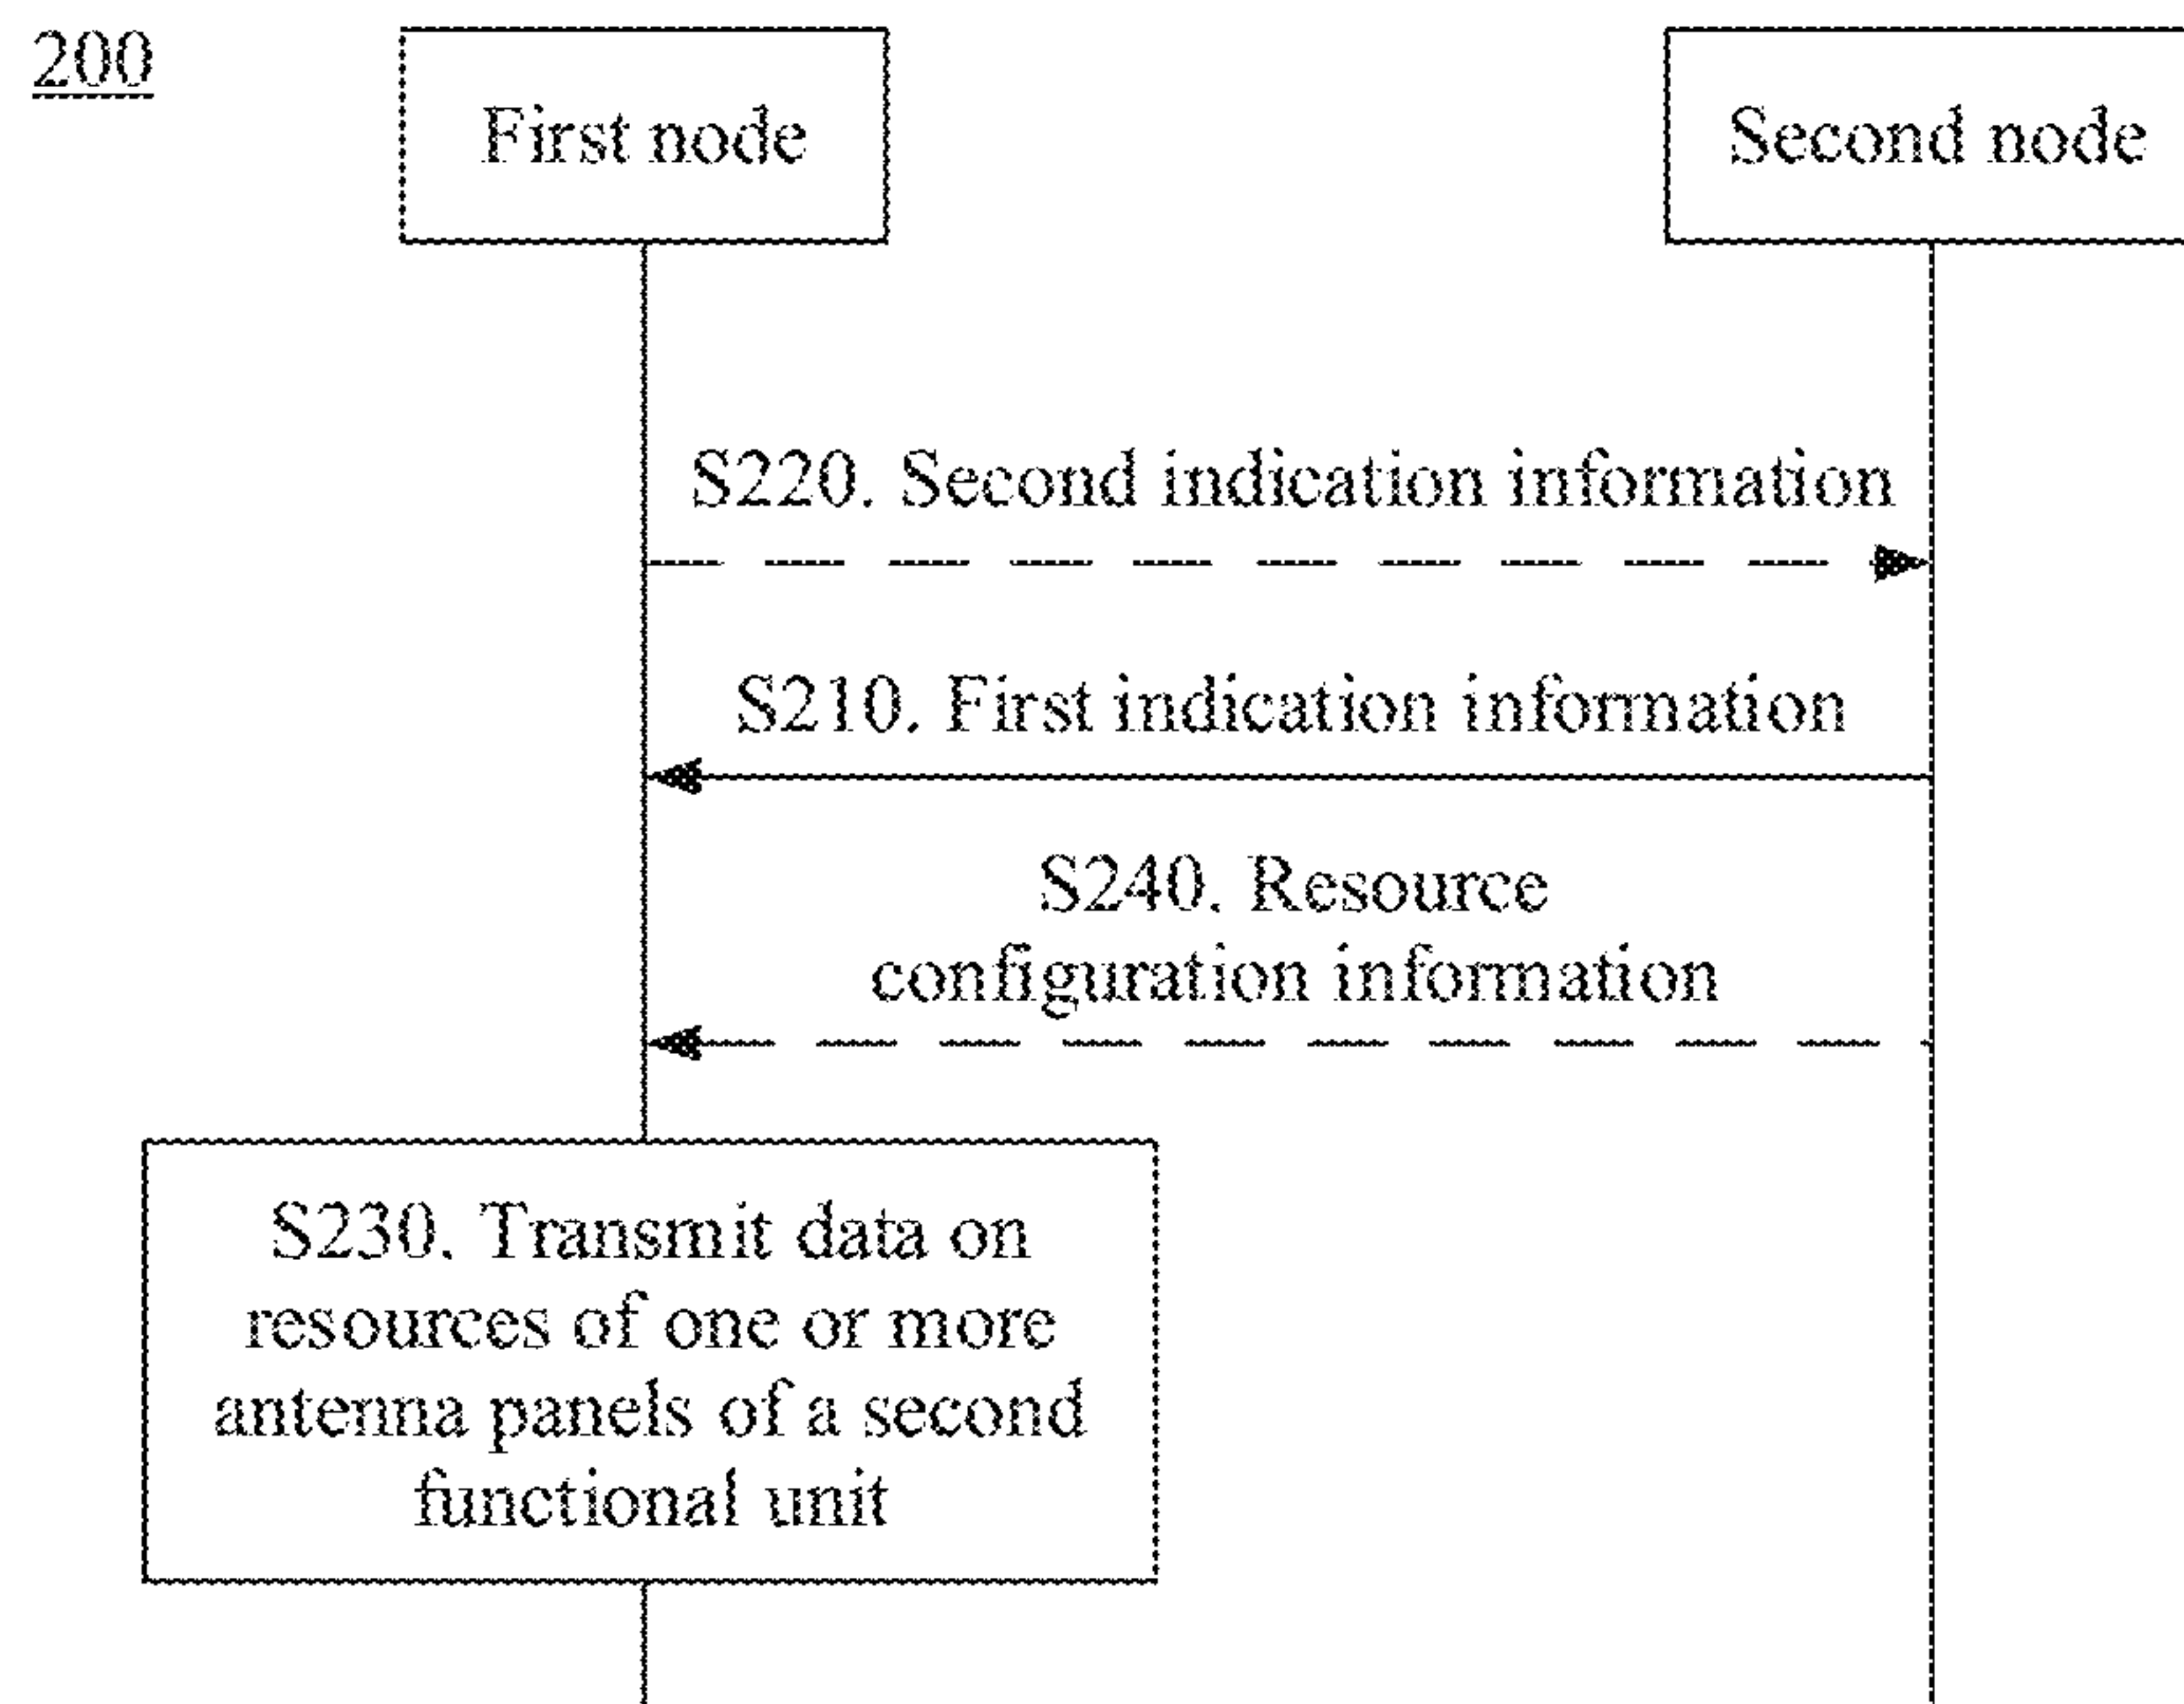 200
First node
Second node
S220. Second indication information
S210. First indication information
S240. Resource
configuration information
S230. Transmit data on
resources of one or more
antenna panels of a second
functional unit